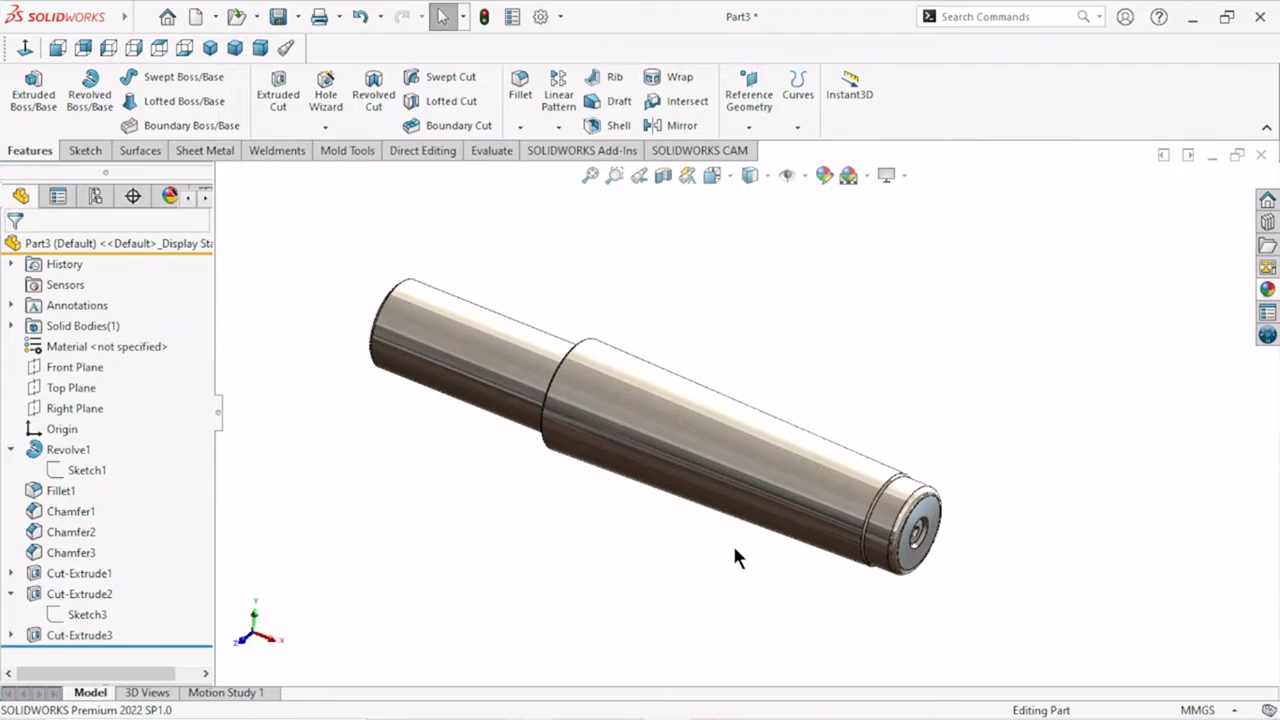 SOLIDWORKS
Part3 *
Search Commands
Extruded Boss/Base
Revolved Boss/Base
Swept Boss/Base
Lofted Boss/Base
Boundary Boss/Base
Extruded Cut
Hole Wizard
Revolved Cut
Swept Cut
Lofted Cut
Boundary Cut
Fillet
Linear Pattern
Rib
Draft
Shell
Wrap
Intersect
Mirror
Reference Geometry
Curves
Instant3D
Features
Sketch
Surfaces
Sheet Metal
Weldments
Mold Tools
Direct Editing
Evaluate
SOLIDWORKS Add-Ins
SOLIDWORKS CAM
Part3 (Default) <<Default>_Display Sta
History
Sensors
Annotations
Solid Bodies(1)
Material <not specified>
Front Plane
Top Plane
Right Plane
Origin
Revolve1
Sketch1
Fillet1
Chamfer1
Chamfer2
Chamfer3
Cut-Extrude1
Cut-Extrude2
Sketch3
Cut-Extrude3
Y
X
Z
Model
3D Views
Motion Study 1
SOLIDWORKS Premium 2022 SP1.0
Editing Part
MMGS